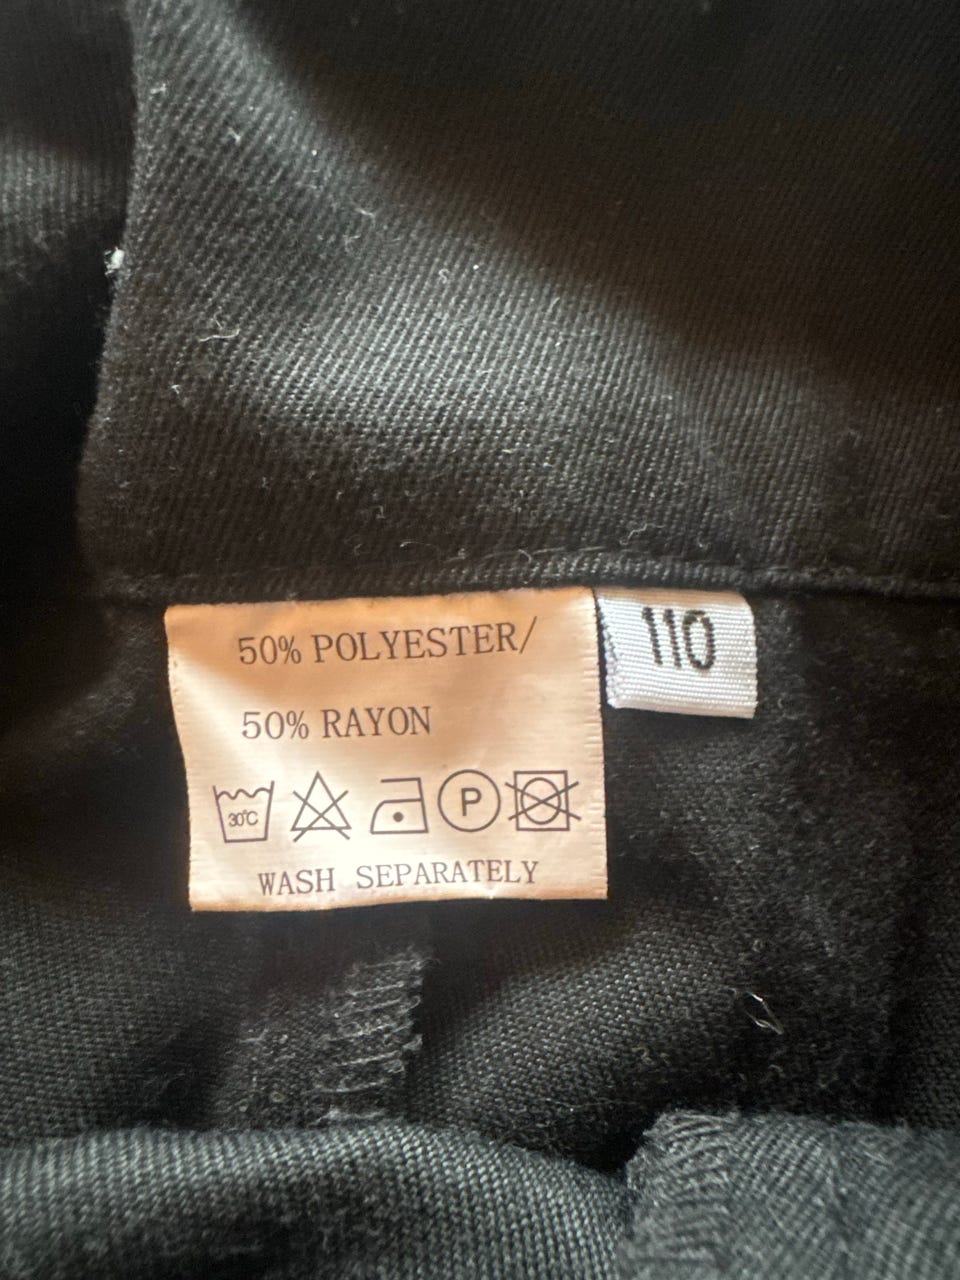 50% POLYESTER/
110
50% RAYON
30°C
P
WASH SEPARATELY